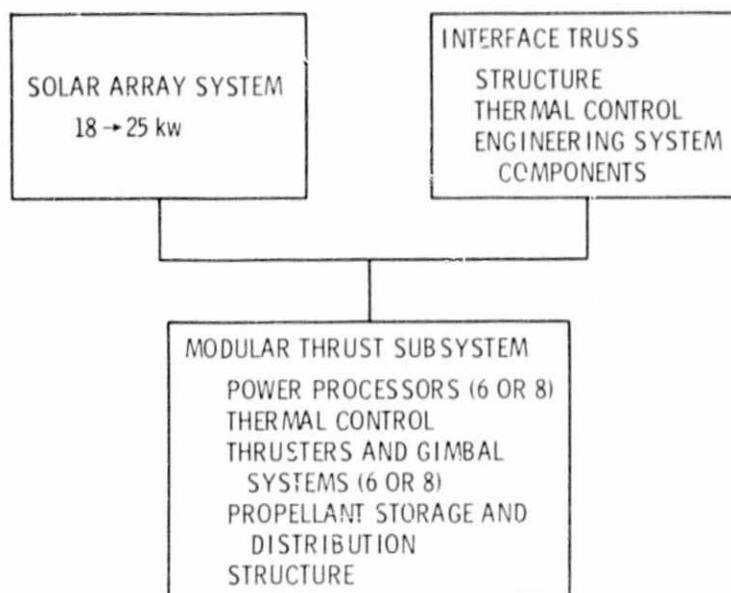 SOLAR ARRAY SYSTEM
18 → 25 kw
INTERFACE TRUSS
STRUCTURE
THERMAL CONTROL
ENGINEERING SYSTEM
COMPONENTS
MODULAR THRUST SUBSYSTEM
POWER PROCESSORS (6 OR 8)
THERMAL CONTROL
THRUSTERS AND GIMBAL
SYSTEMS (6 OR 8)
PROPELLANT STORAGE AND
DISTRIBUTION
STRUCTURE